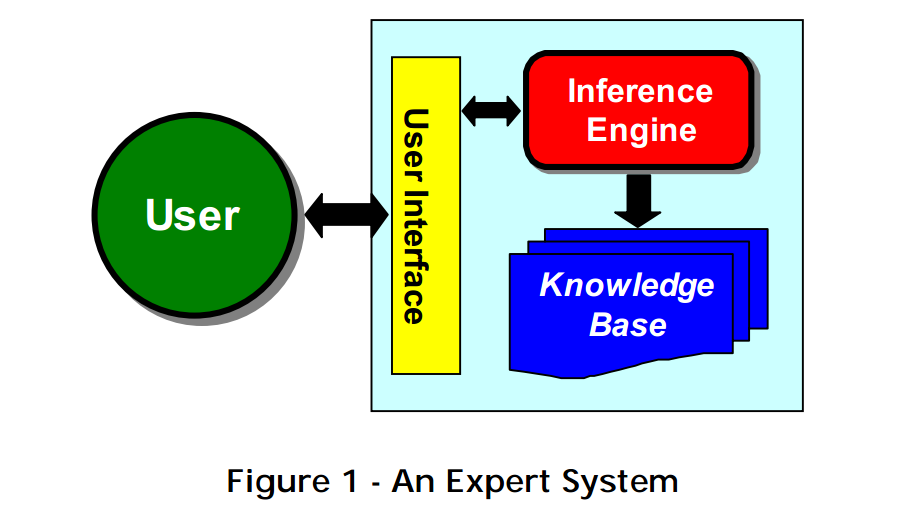 User
User Interface
Inference
Engine
Knowledge
Base
Figure 1 - An Expert System